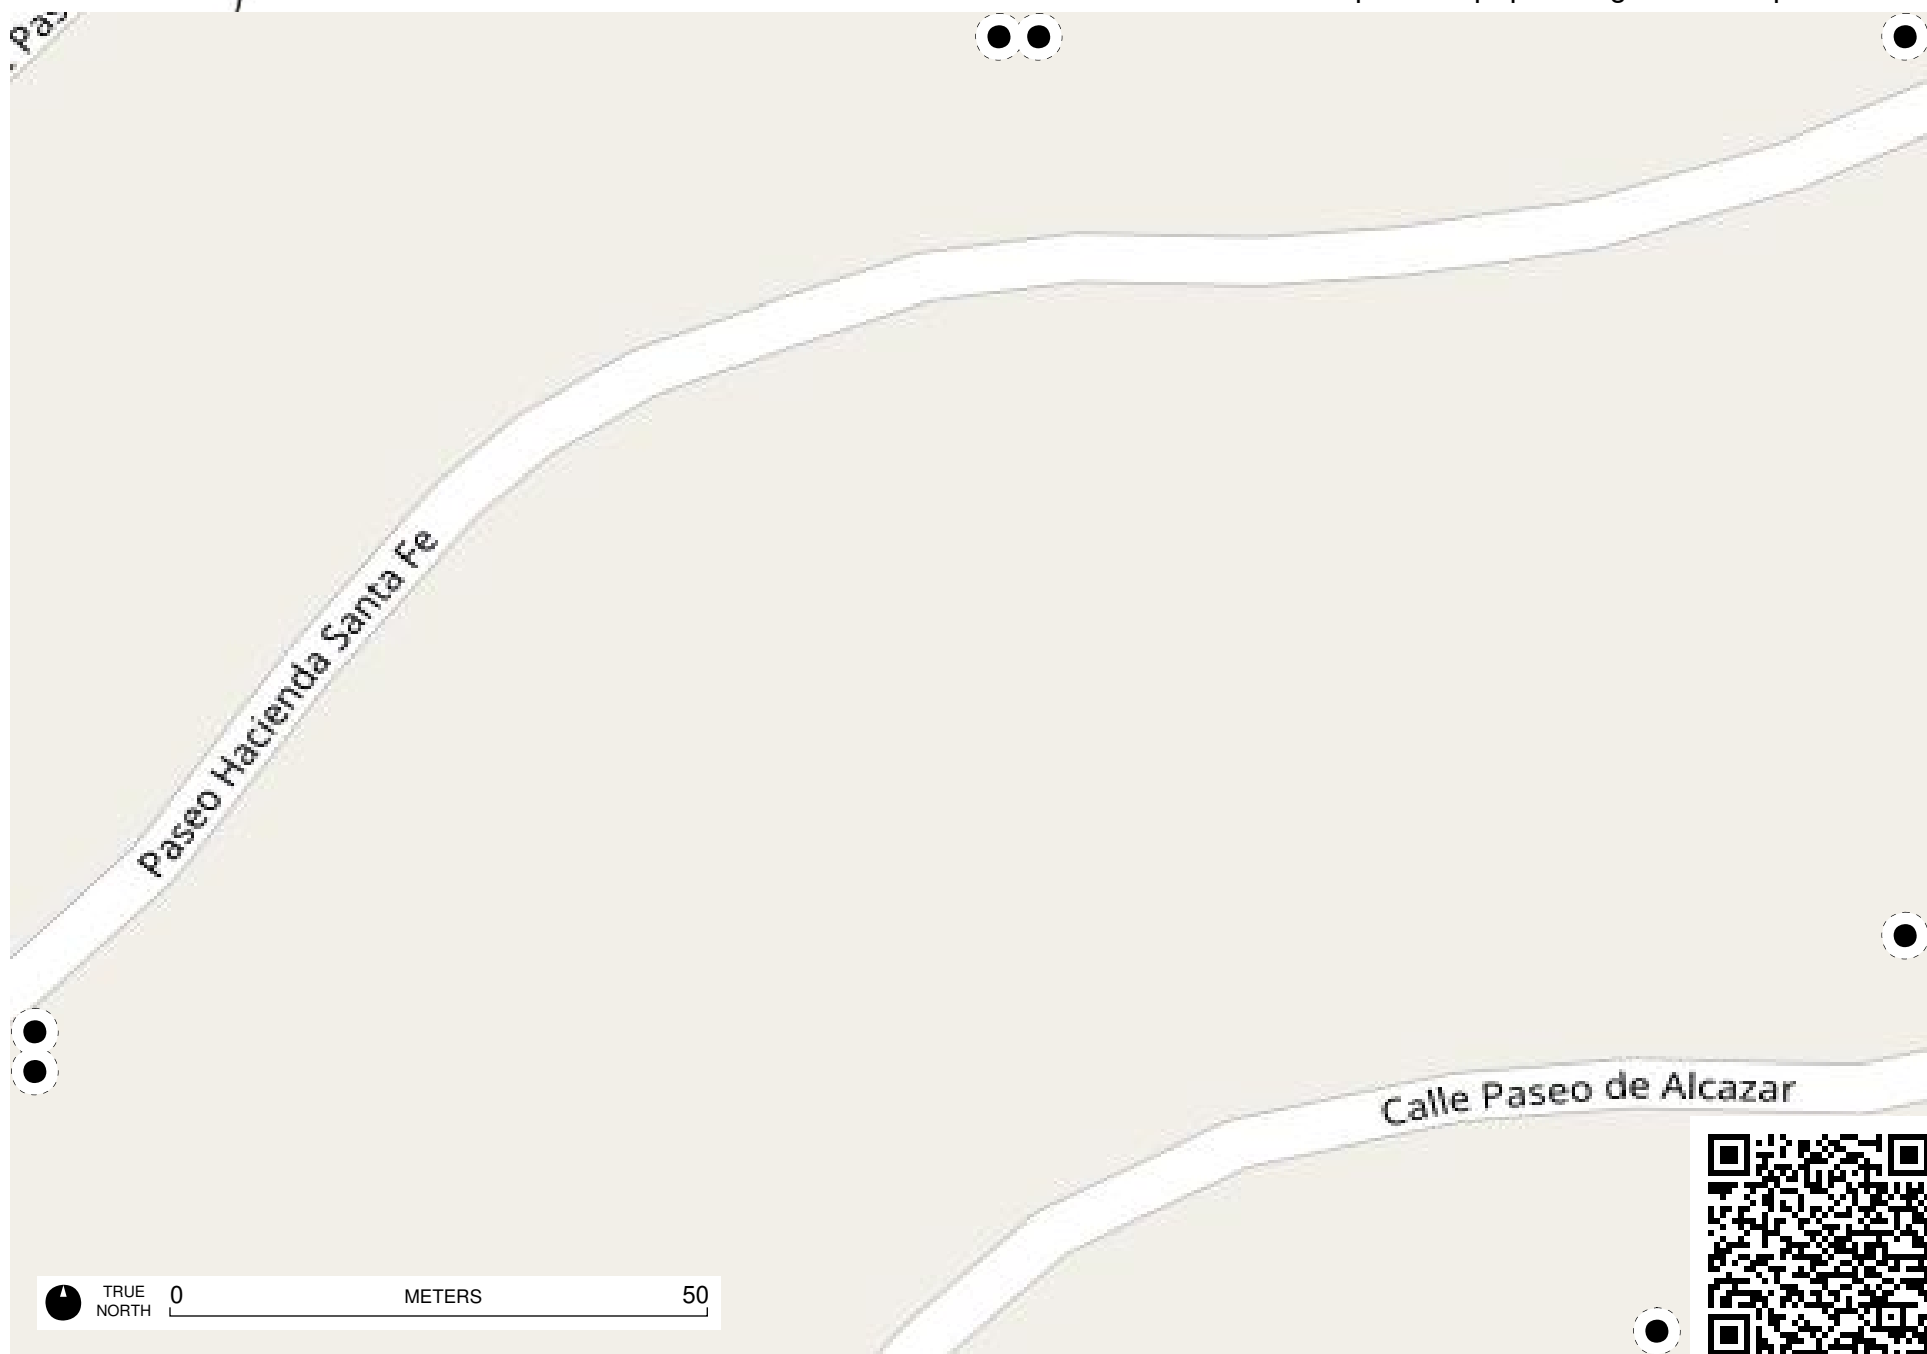 Paseo Hacienda Santa Fe
Calle Paseo de Alcazar
TRUE
NORTH
0
METERS
50